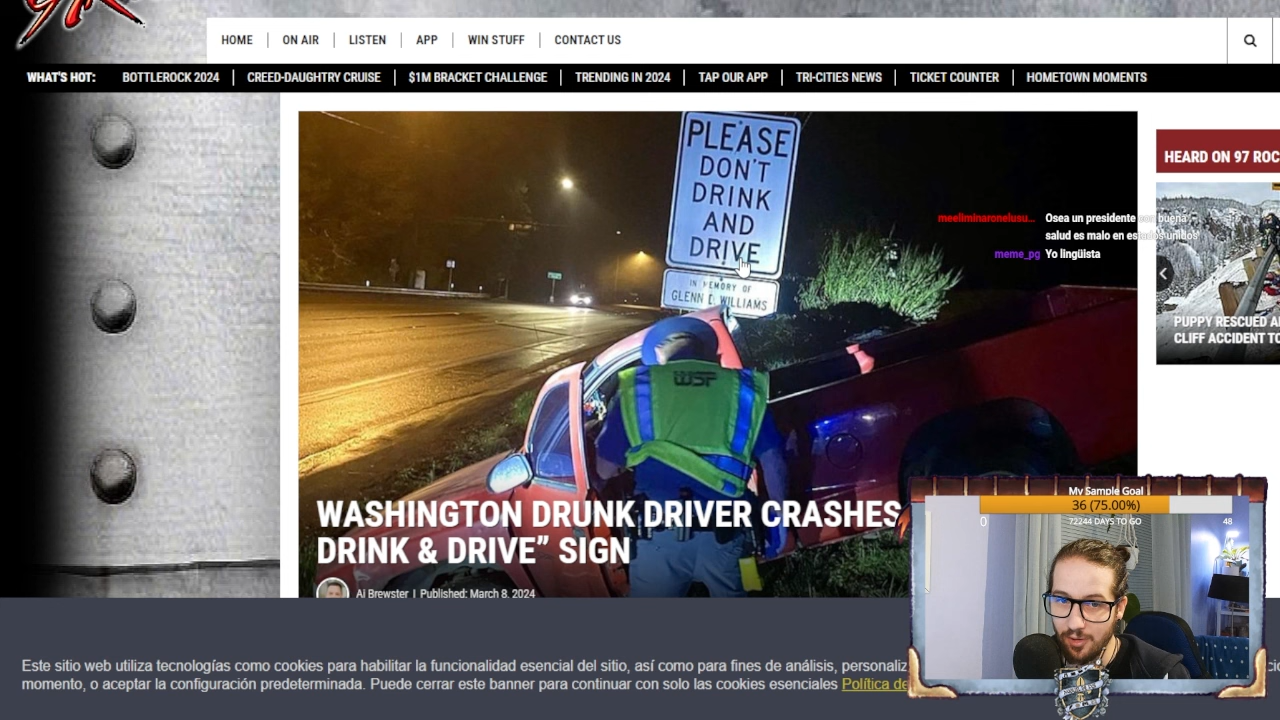 HOME ON AIR LISTEN APP WIN STUFF CONTACT US
WHAT'S HOT: BOTTLEROCK 2024 CREED-DAUGHTRY CRUISE $1M BRACKET CHALLENGE TRENDING IN 2024 TAP OUR APP TRI-CITIES NEWS TICKET COUNTER HOMETOWN MOMENTS
PLEASE
DON'T
DRINK
AND
DRIVE
IN MEMORY OF
GLENN D. WILLIAMS
WSP
HEARD ON 97 ROC
meeliminaronelusu... Osea un presidente con buena
salud es malo en estados unidos
meme_pg Yo lingüista
PUPPY RESCUED A
CLIFF ACCIDENT TO
WASHINGTON DRUNK DRIVER CRASHES
DRINK & DRIVE” SIGN
AJ Brewster | Published: March 8, 2024
My Sample Goal
36 (75.00%)
0 72244 DAYS TO GO 48
Este sitio web utiliza tecnologías como cookies para habilitar la funcionalidad esencial del sitio, así como para fines de análisis, personaliz
momento, o aceptar la configuración predeterminada. Puede cerrar este banner para continuar con solo las cookies esenciales Política de